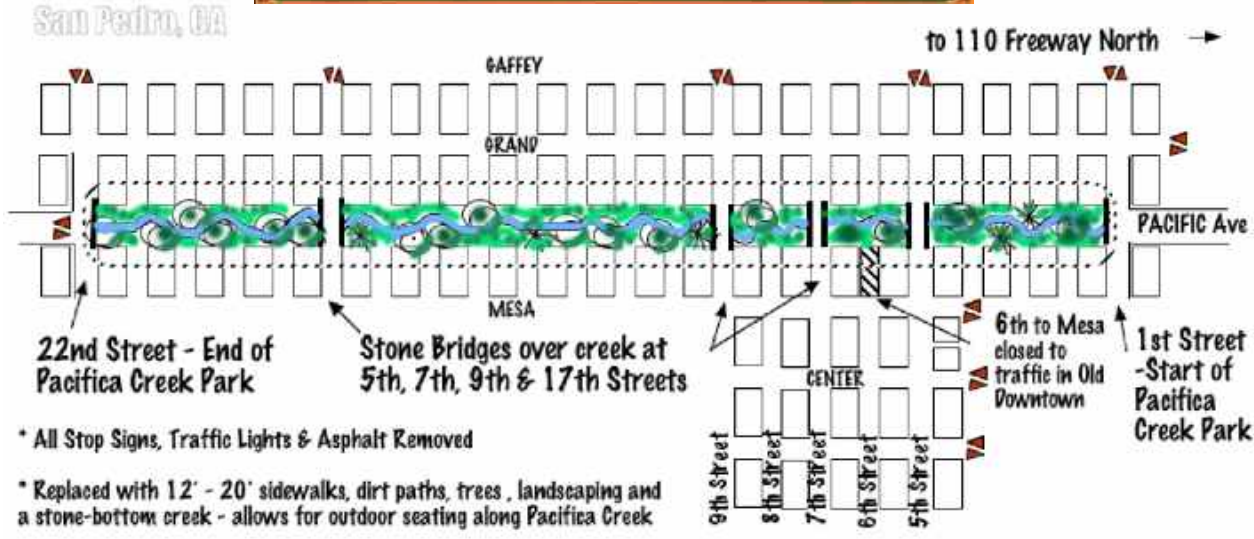 San Pedro, CA
to 110 Freeway North
GAFFEY
GRAND
PACIFIC Ave
MESA
22nd Street - End of
Pacifica Creek Park
Stone Bridges over creek at
5th, 7th, 9th & 17th Streets
6th to Mesa
closed to
traffic in Old
Downtown
1st Street
-Start of
Pacifica
Creek Park
CENTER
* All Stop Signs, Traffic Lights & Asphalt Removed
* Replaced with 12' - 20' sidewalks, dirt paths, trees , landscaping and
a stone-bottom creek - allows for outdoor seating along Pacifica Creek
9th Street
8th Street
7th Street
6th Street
5th Street